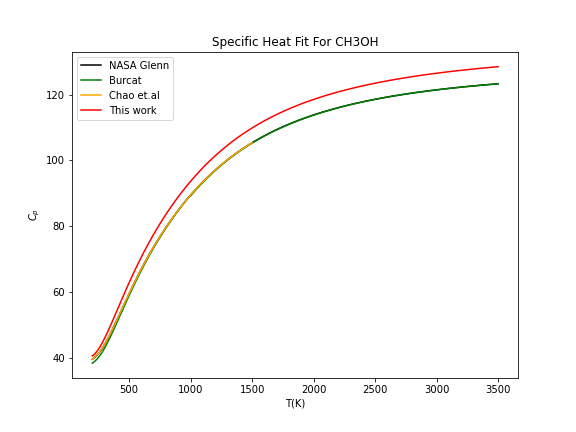 Specific Heat Fit For CH3OH
NASA Glenn
Burcat
Chao et.al
This work
120
100
80
60
40
C_p
500 1000 1500 2000 2500 3000 3500
T(K)